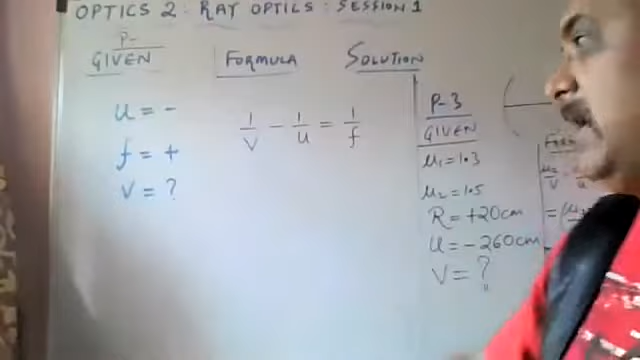 OPTICS 2: RAY OPTICS: SESSION 1
P-
GIVEN
FORMULA
SOLUTION
u = -
f = +
v = ?
1/v - 1/u = 1/f
P-3
GIVEN
μ1=1.3
μ2=1.5
R=+20cm
u=-260cm
v=?